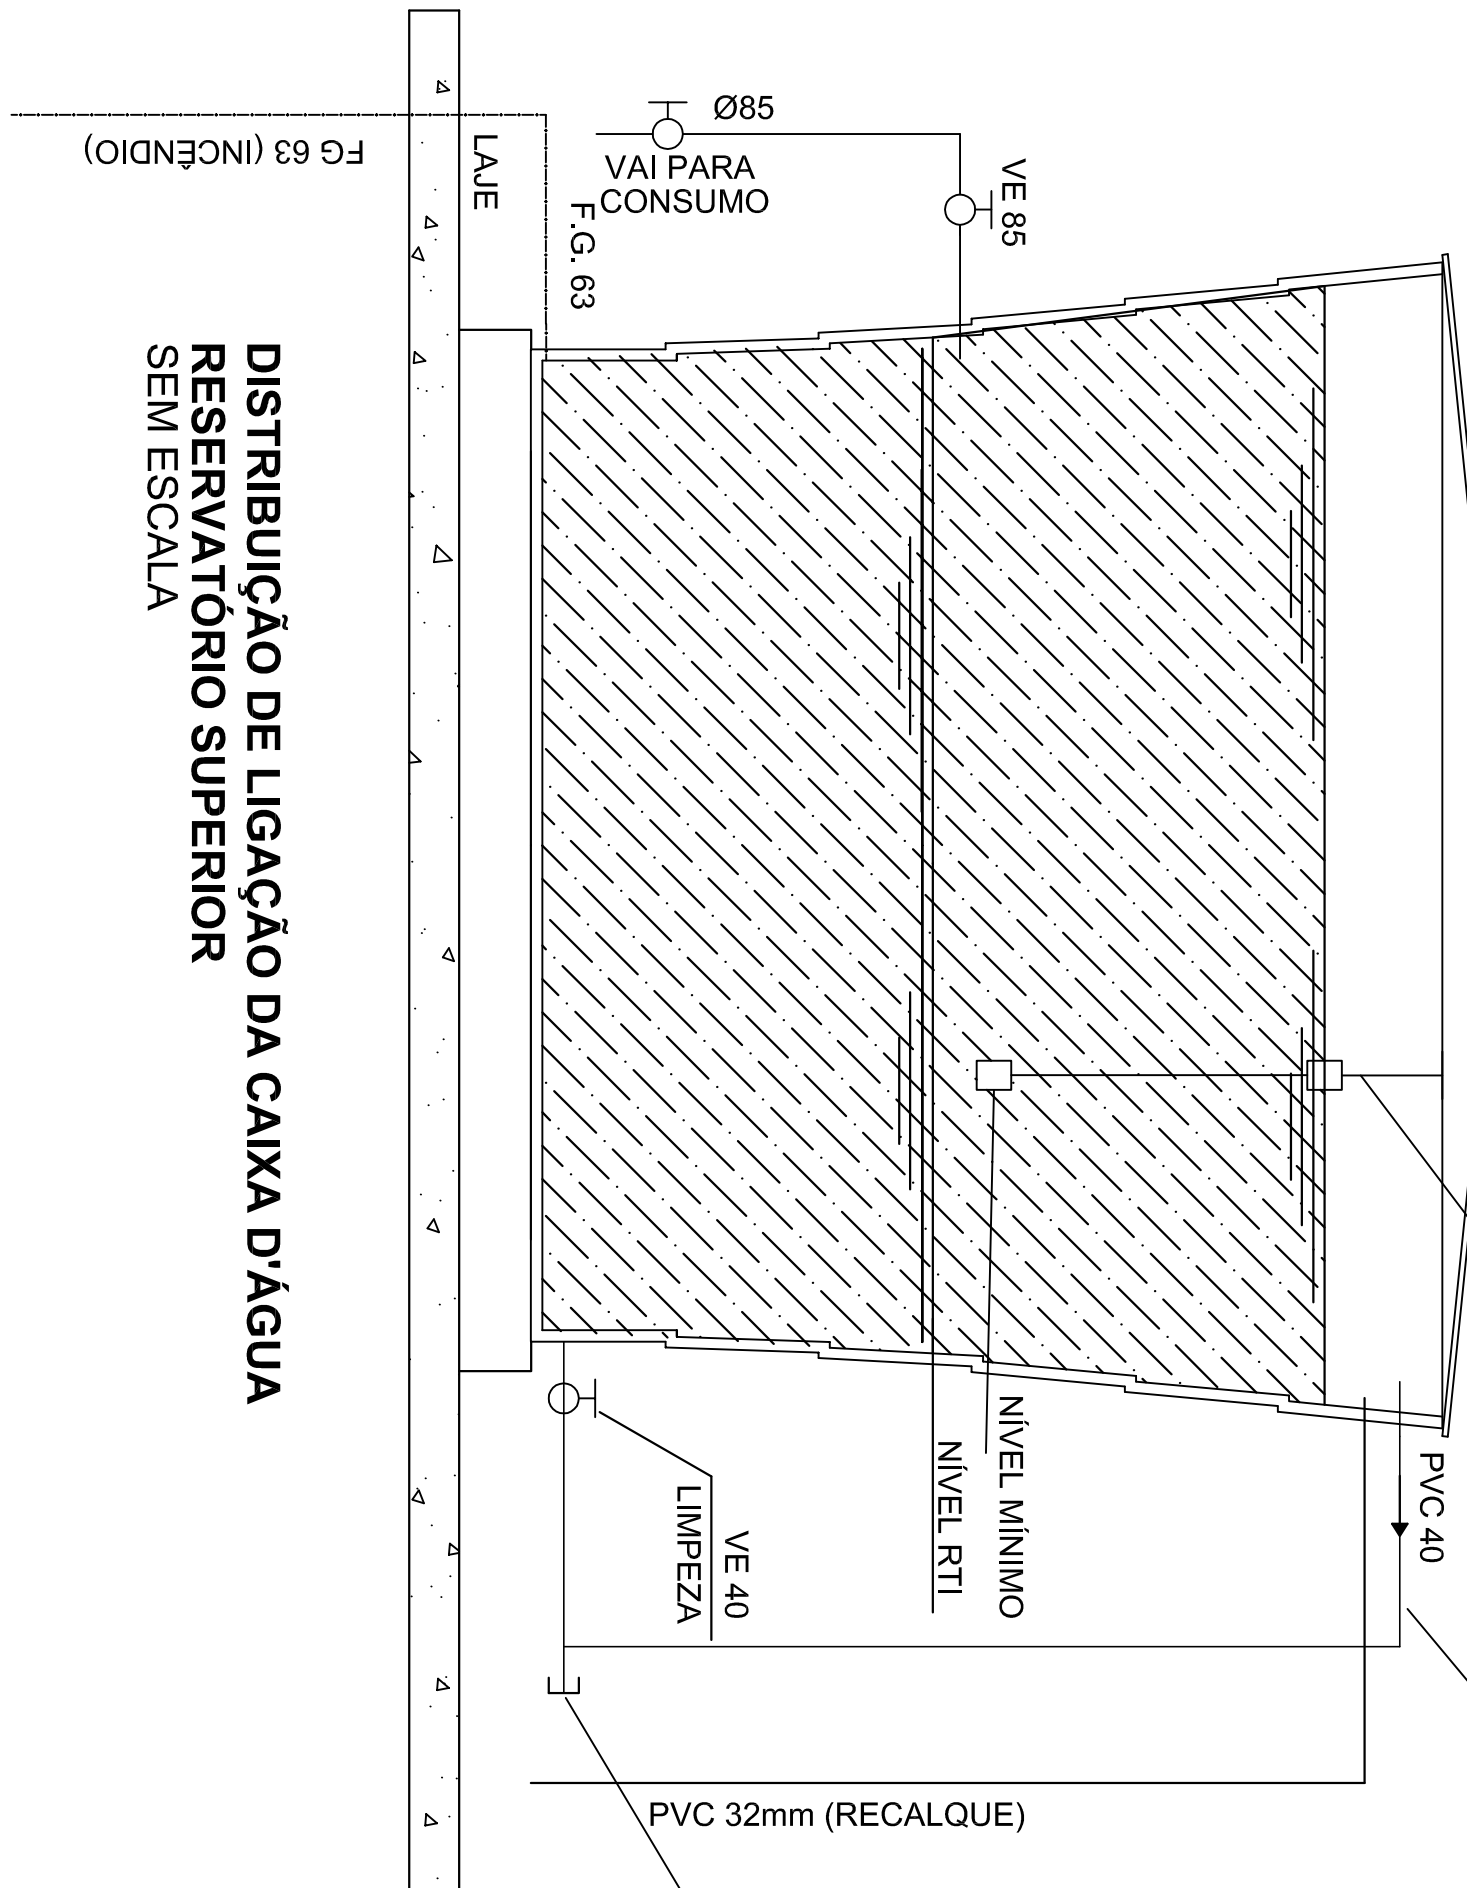 FG 63 (INCÊNDIO)
LAJE
F.G. 63
Ø85
VAI PARA
CONSUMO
VE 85
PVC 40
NÍVEL MÍNIMO
NÍVEL RTI
VE 40
LIMPEZA
PVC 32mm (RECALQUE)
DISTRIBUIÇÃO DE LIGAÇÃO DA CAIXA D'ÁGUA
RESERVATÓRIO SUPERIOR
SEM ESCALA